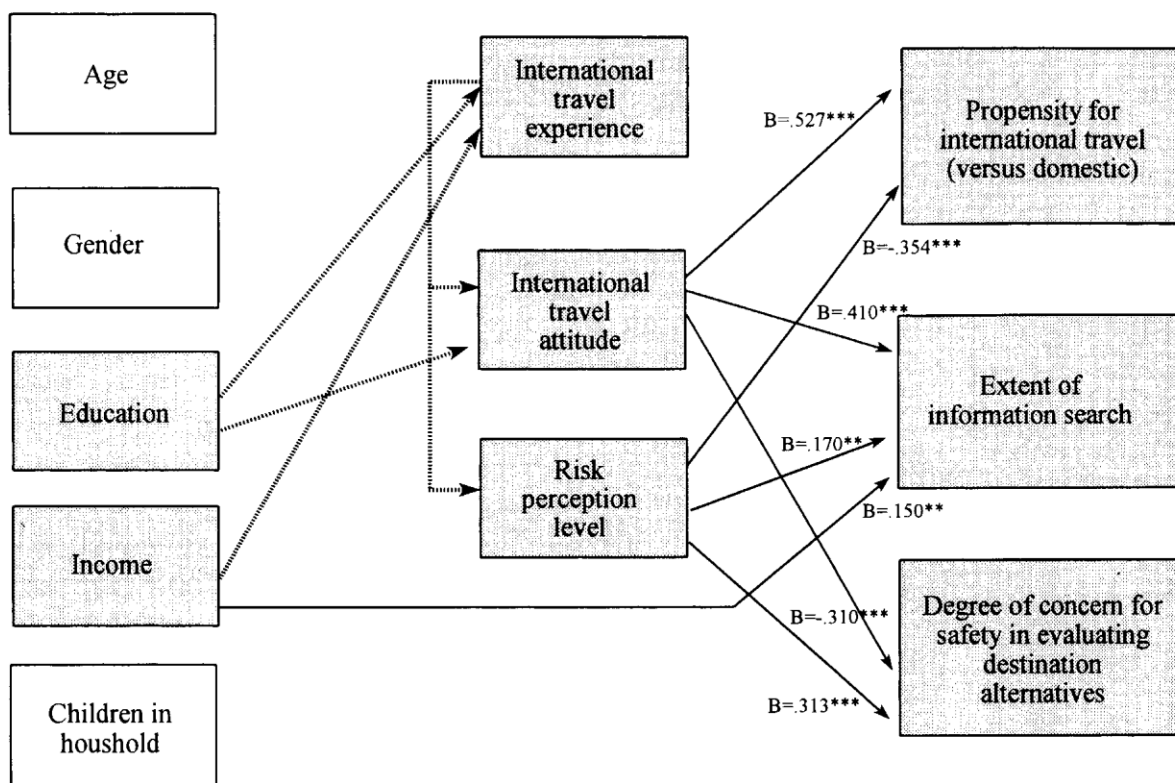 Age
Gender
Education
Income
Children in
houshold
International
travel
experience
International
travel
attitude
Risk
perception
level
B=.527***
B=-.354***
B=.410***
B=.170**
B=.150**
B=-.310***
B=.313***
Propensity for
international travel
(versus domestic)
Extent of
information search
Degree of concern for
safety in evaluating
destination
alternatives